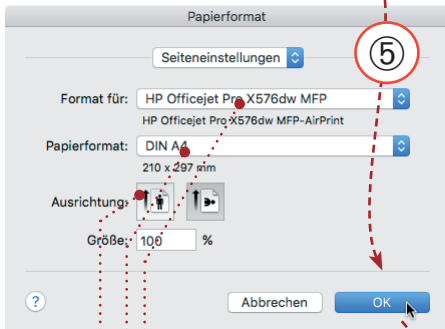 Papierformat
⑤
Seiteneinstellungen
Format für: HP Officejet Pro X576dw MFP
HP Officejet Pro X576dw MFP-AirPrint
Papierformat: DIN A4
210 x 297 mm
Ausrichtung:
Größe: 100 %
? Abbrechen OK